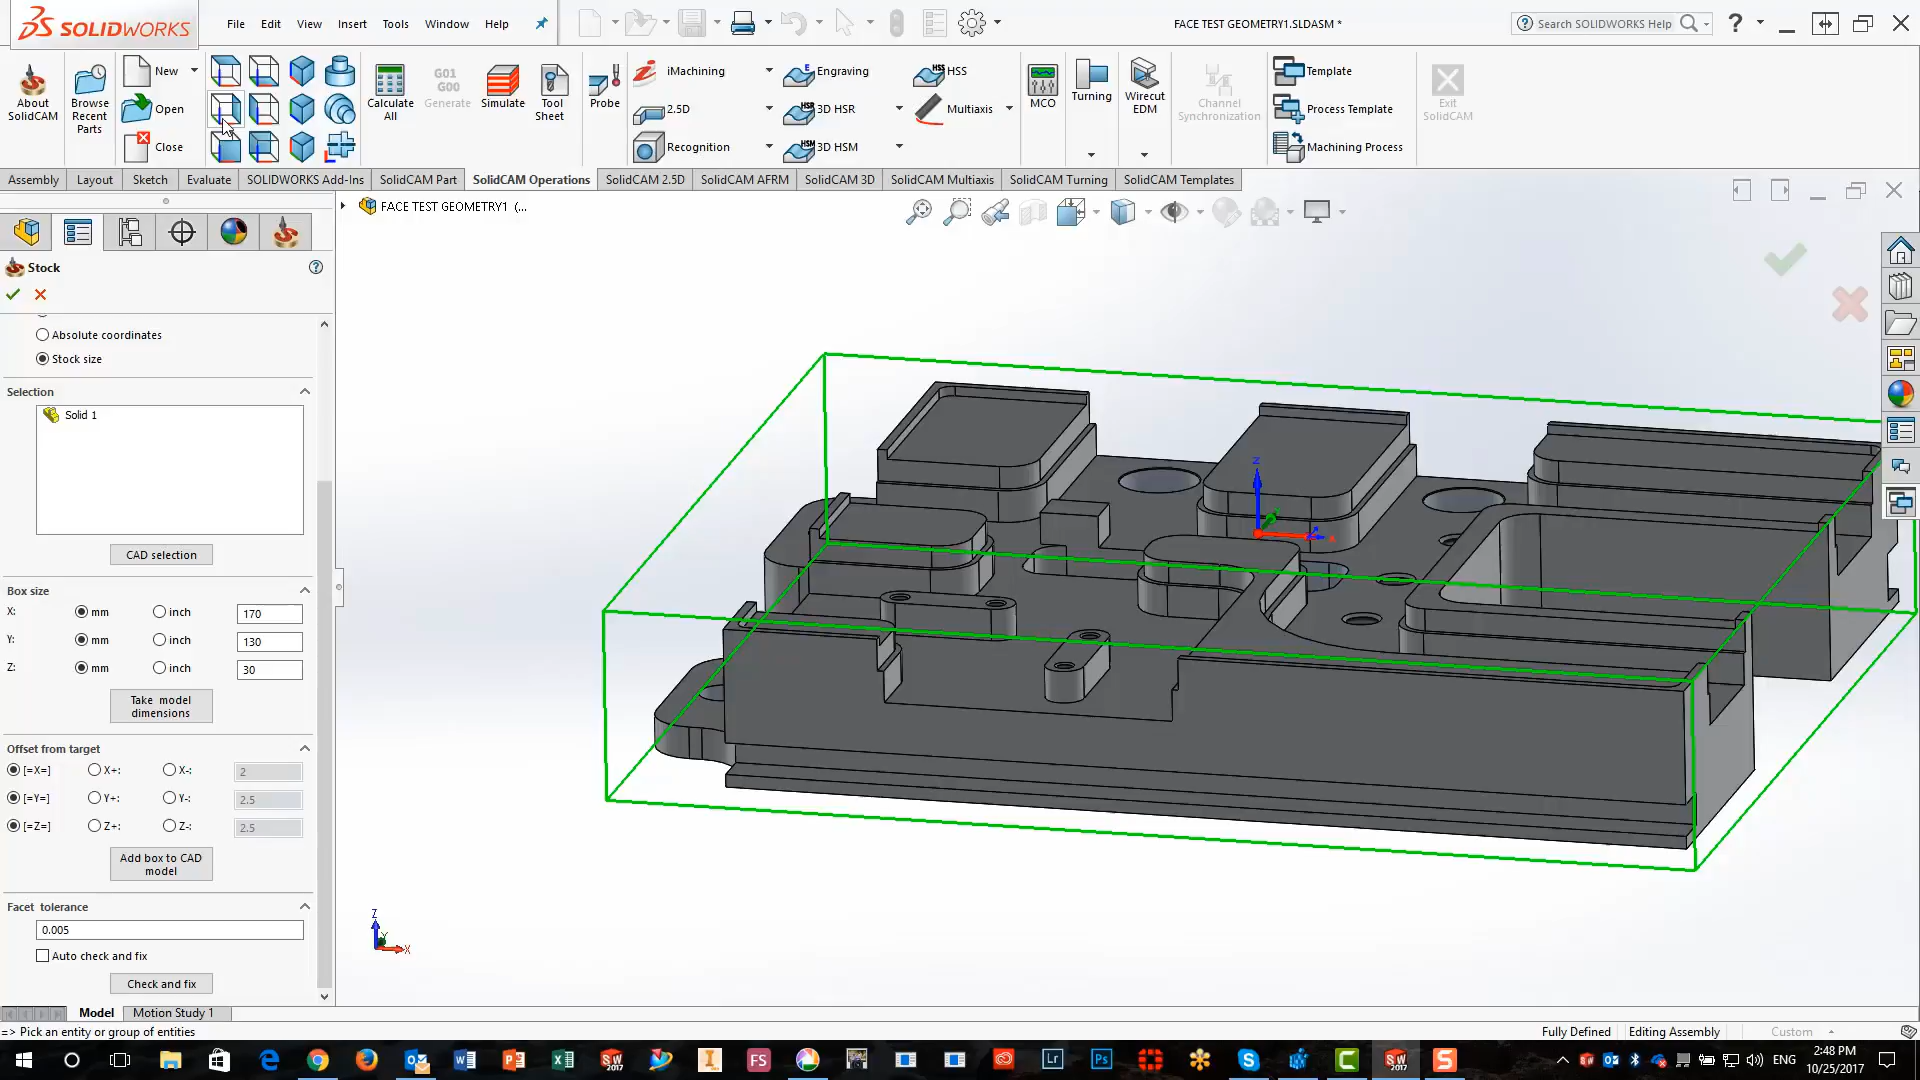 SOLIDWORKS
File Edit View Insert Tools Window Help
FACE TEST GEOMETRY1.SLDASM *
Search SOLIDWORKS Help
About SolidCAM
Browse Recent Parts
New
Open
Close
Calculate All
G01 G00
Generate
Simulate
Tool Sheet
Probe
iMachining
2.5D
Recognition
Engraving
3D HSR
3D HSM
HSS
Multiaxis
MCO
Turning
Wirecut EDM
Channel Synchronization
Template
Process Template
Machining Process
Exit SolidCAM
Assembly Layout Sketch Evaluate SOLIDWORKS Add-Ins SolidCAM Part SolidCAM Operations SolidCAM 2.5D SolidCAM AFRM SolidCAM 3D SolidCAM Multiaxis SolidCAM Turning SolidCAM Templates
FACE TEST GEOMETRY1 (...
Stock
Absolute coordinates
Stock size
Selection
Solid 1
CAD selection
Box size
X: mm inch 170
Y: mm inch 130
Z: mm inch 30
Take model
dimensions
Offset from target
[=X=] X+: X-: 2
[=Y=] Y+: Y-: 2.5
[=Z=] Z+: Z-: 2.5
Add box to CAD
model
Facet tolerance
0.005
Auto check and fix
Check and fix
Z
X
Z
Y
X
Model Motion Study 1
=> Pick an entity or group of entities
Fully Defined Editing Assembly Custom
ENG
2:48 PM
10/25/2017